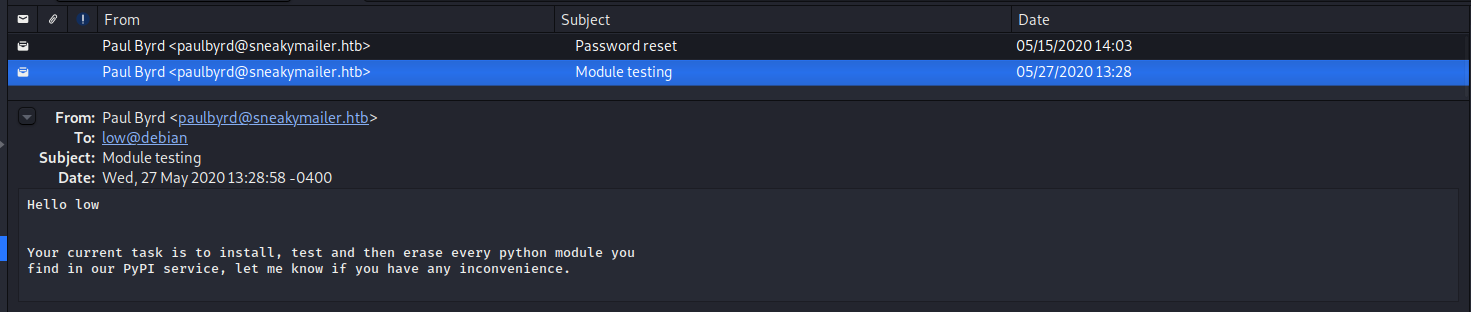 From Subject Date
Paul Byrd <paulbyrd@sneakymailer.htb> Password reset 05/15/2020 14:03
Paul Byrd <paulbyrd@sneakymailer.htb> Module testing 05/27/2020 13:28
From: Paul Byrd <paulbyrd@sneakymailer.htb>
To: low@debian
Subject: Module testing
Date: Wed, 27 May 2020 13:28:58 -0400
Hello low
Your current task is to install, test and then erase every python module you
find in our PyPI service, let me know if you have any inconvenience.